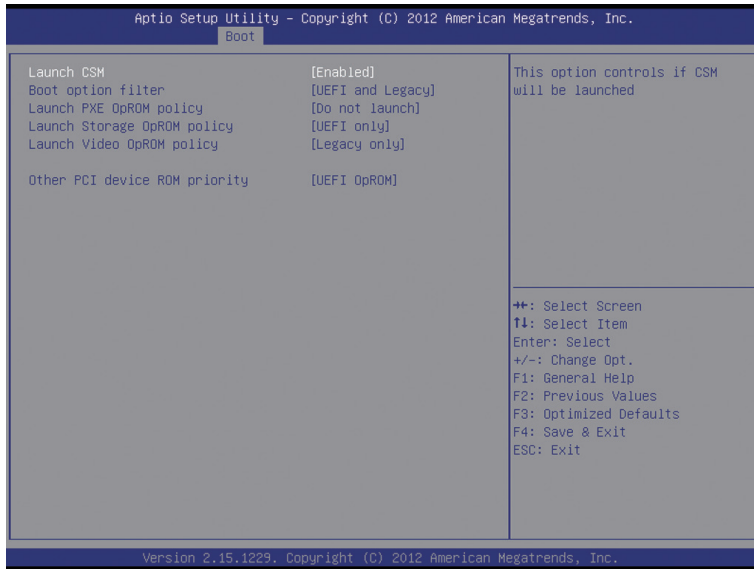 Aptio Setup Utility – Copyright (C) 2012 American Megatrends, Inc.
Boot
Launch CSM [Enabled]
Boot option filter [UEFI and Legacy]
Launch PXE OpROM policy [Do not launch]
Launch Storage OpROM policy [UEFI only]
Launch Video OpROM policy [Legacy only]
Other PCI device ROM priority [UEFI OpROM]
This option controls if CSM
will be launched
→←: Select Screen
↑↓: Select Item
Enter: Select
+/-: Change Opt.
F1: General Help
F2: Previous Values
F3: Optimized Defaults
F4: Save & Exit
ESC: Exit
Version 2.15.1229. Copyright (C) 2012 American Megatrends, Inc.